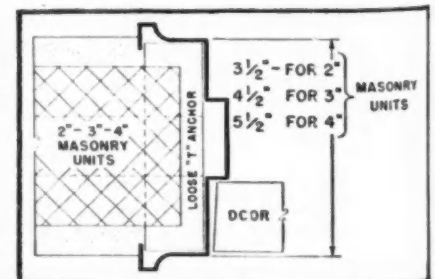 3½"-FOR 2"
4½" FOR 3"
5½" FOR 4"
MASONRY
UNITS
2"-3"-4"
MASONRY
UNITS
LOOSE "T" ANCHOR
DCOR